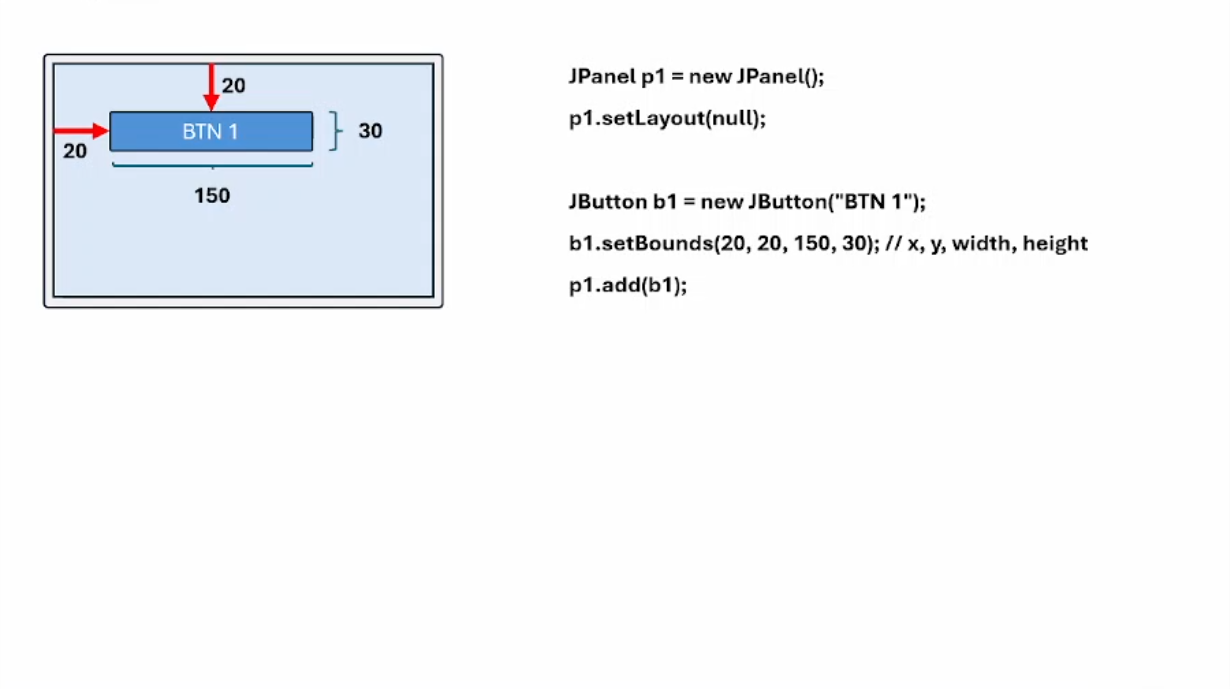 20
BTN 1
30
20
150
JPanel p1 = new JPanel();
p1.setLayout(null);
JButton b1 = new JButton("BTN 1");
b1.setBounds(20, 20, 150, 30); // x, y, width, height
p1.add(b1);